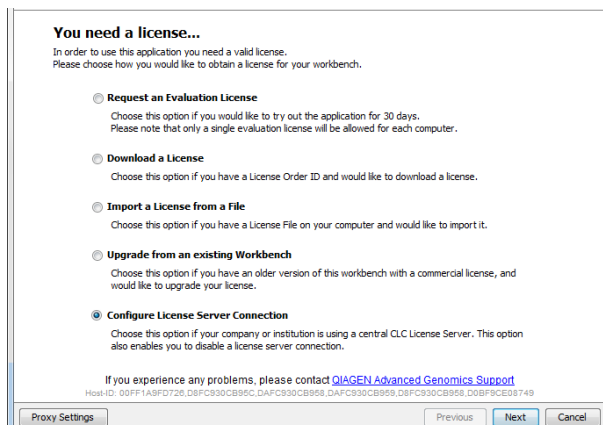 You need a license...
In order to use this application you need a valid license.
Please choose how you would like to obtain a license for your workbench.
Request an Evaluation License
Choose this option if you would like to try out the application for 30 days.
Please note that only a single evaluation license will be allowed for each computer.
Download a License
Choose this option if you have a License Order ID and would like to download a license.
Import a License from a File
Choose this option if you have a License File on your computer and would like to import it.
Upgrade from an existing Workbench
Choose this option if you have an older version of this workbench with a commercial license, and
would like to upgrade your license.
Configure License Server Connection
Choose this option if your company or institution is using a central CLC License Server. This option
also enables you to disable a license server connection.
If you experience any problems, please contact QIAGEN Advanced Genomics Support
Host-ID: 00FF1A9FD726,D8FC930CB95C,DAFC930CB958,DAFC930CB959,D8FC930CB958,D0BF9CE08749
Proxy Settings Previous Next Cancel